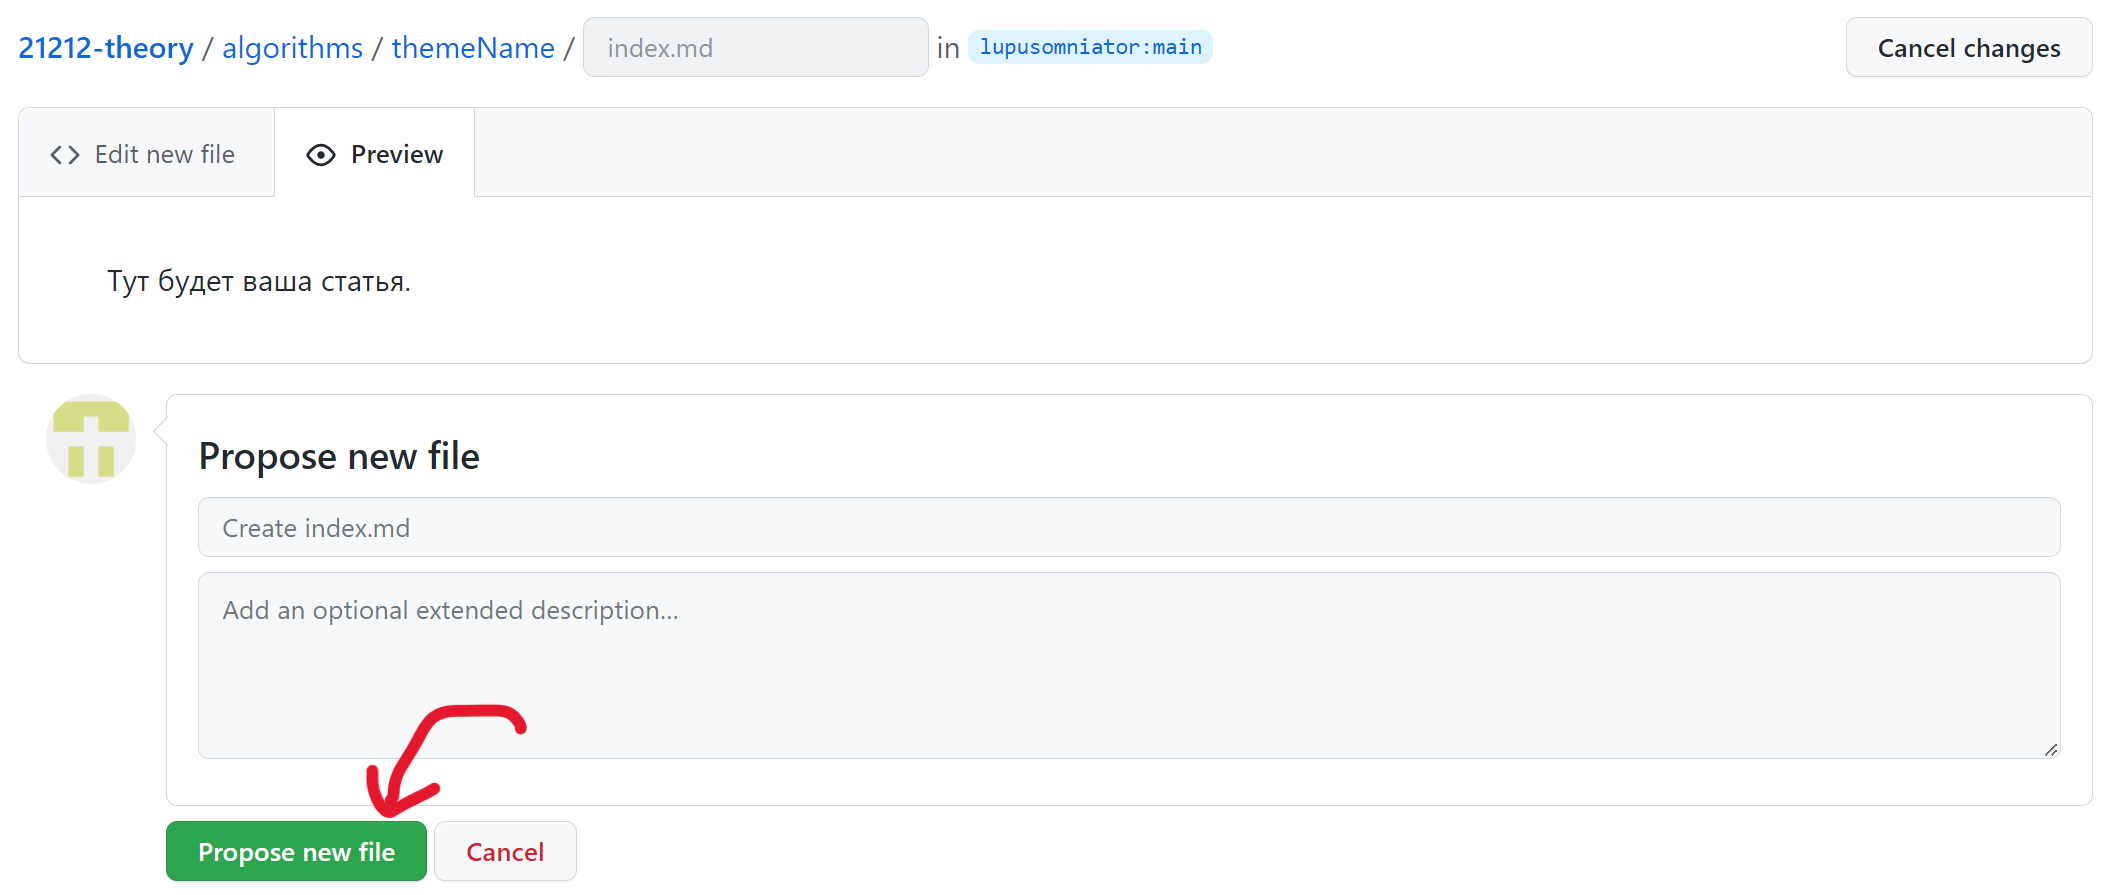 21212-theory / algorithms / themeName / index.md in lupusomniator:main Cancel changes
Edit new file Preview
Тут будет ваша статья.
Propose new file
Create index.md
Add an optional extended description...
Propose new file Cancel